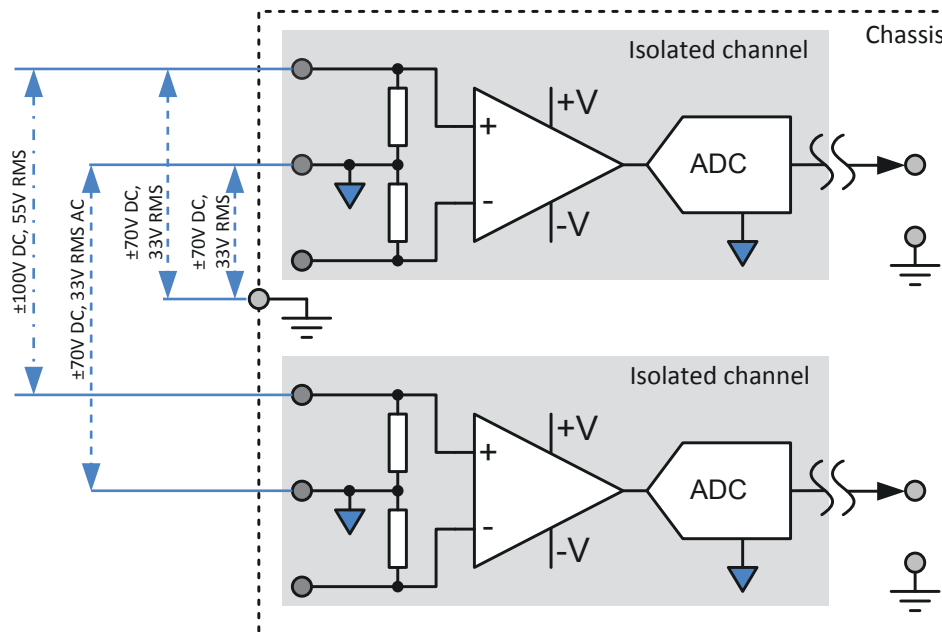 Chassis
Isolated channel
±100V DC, 55V RMS
±70V DC, 33V RMS AC
±70V DC,
33V RMS
±70V DC,
33V RMS
+
-
+V
-V
ADC
Isolated channel
+
-
+V
-V
ADC